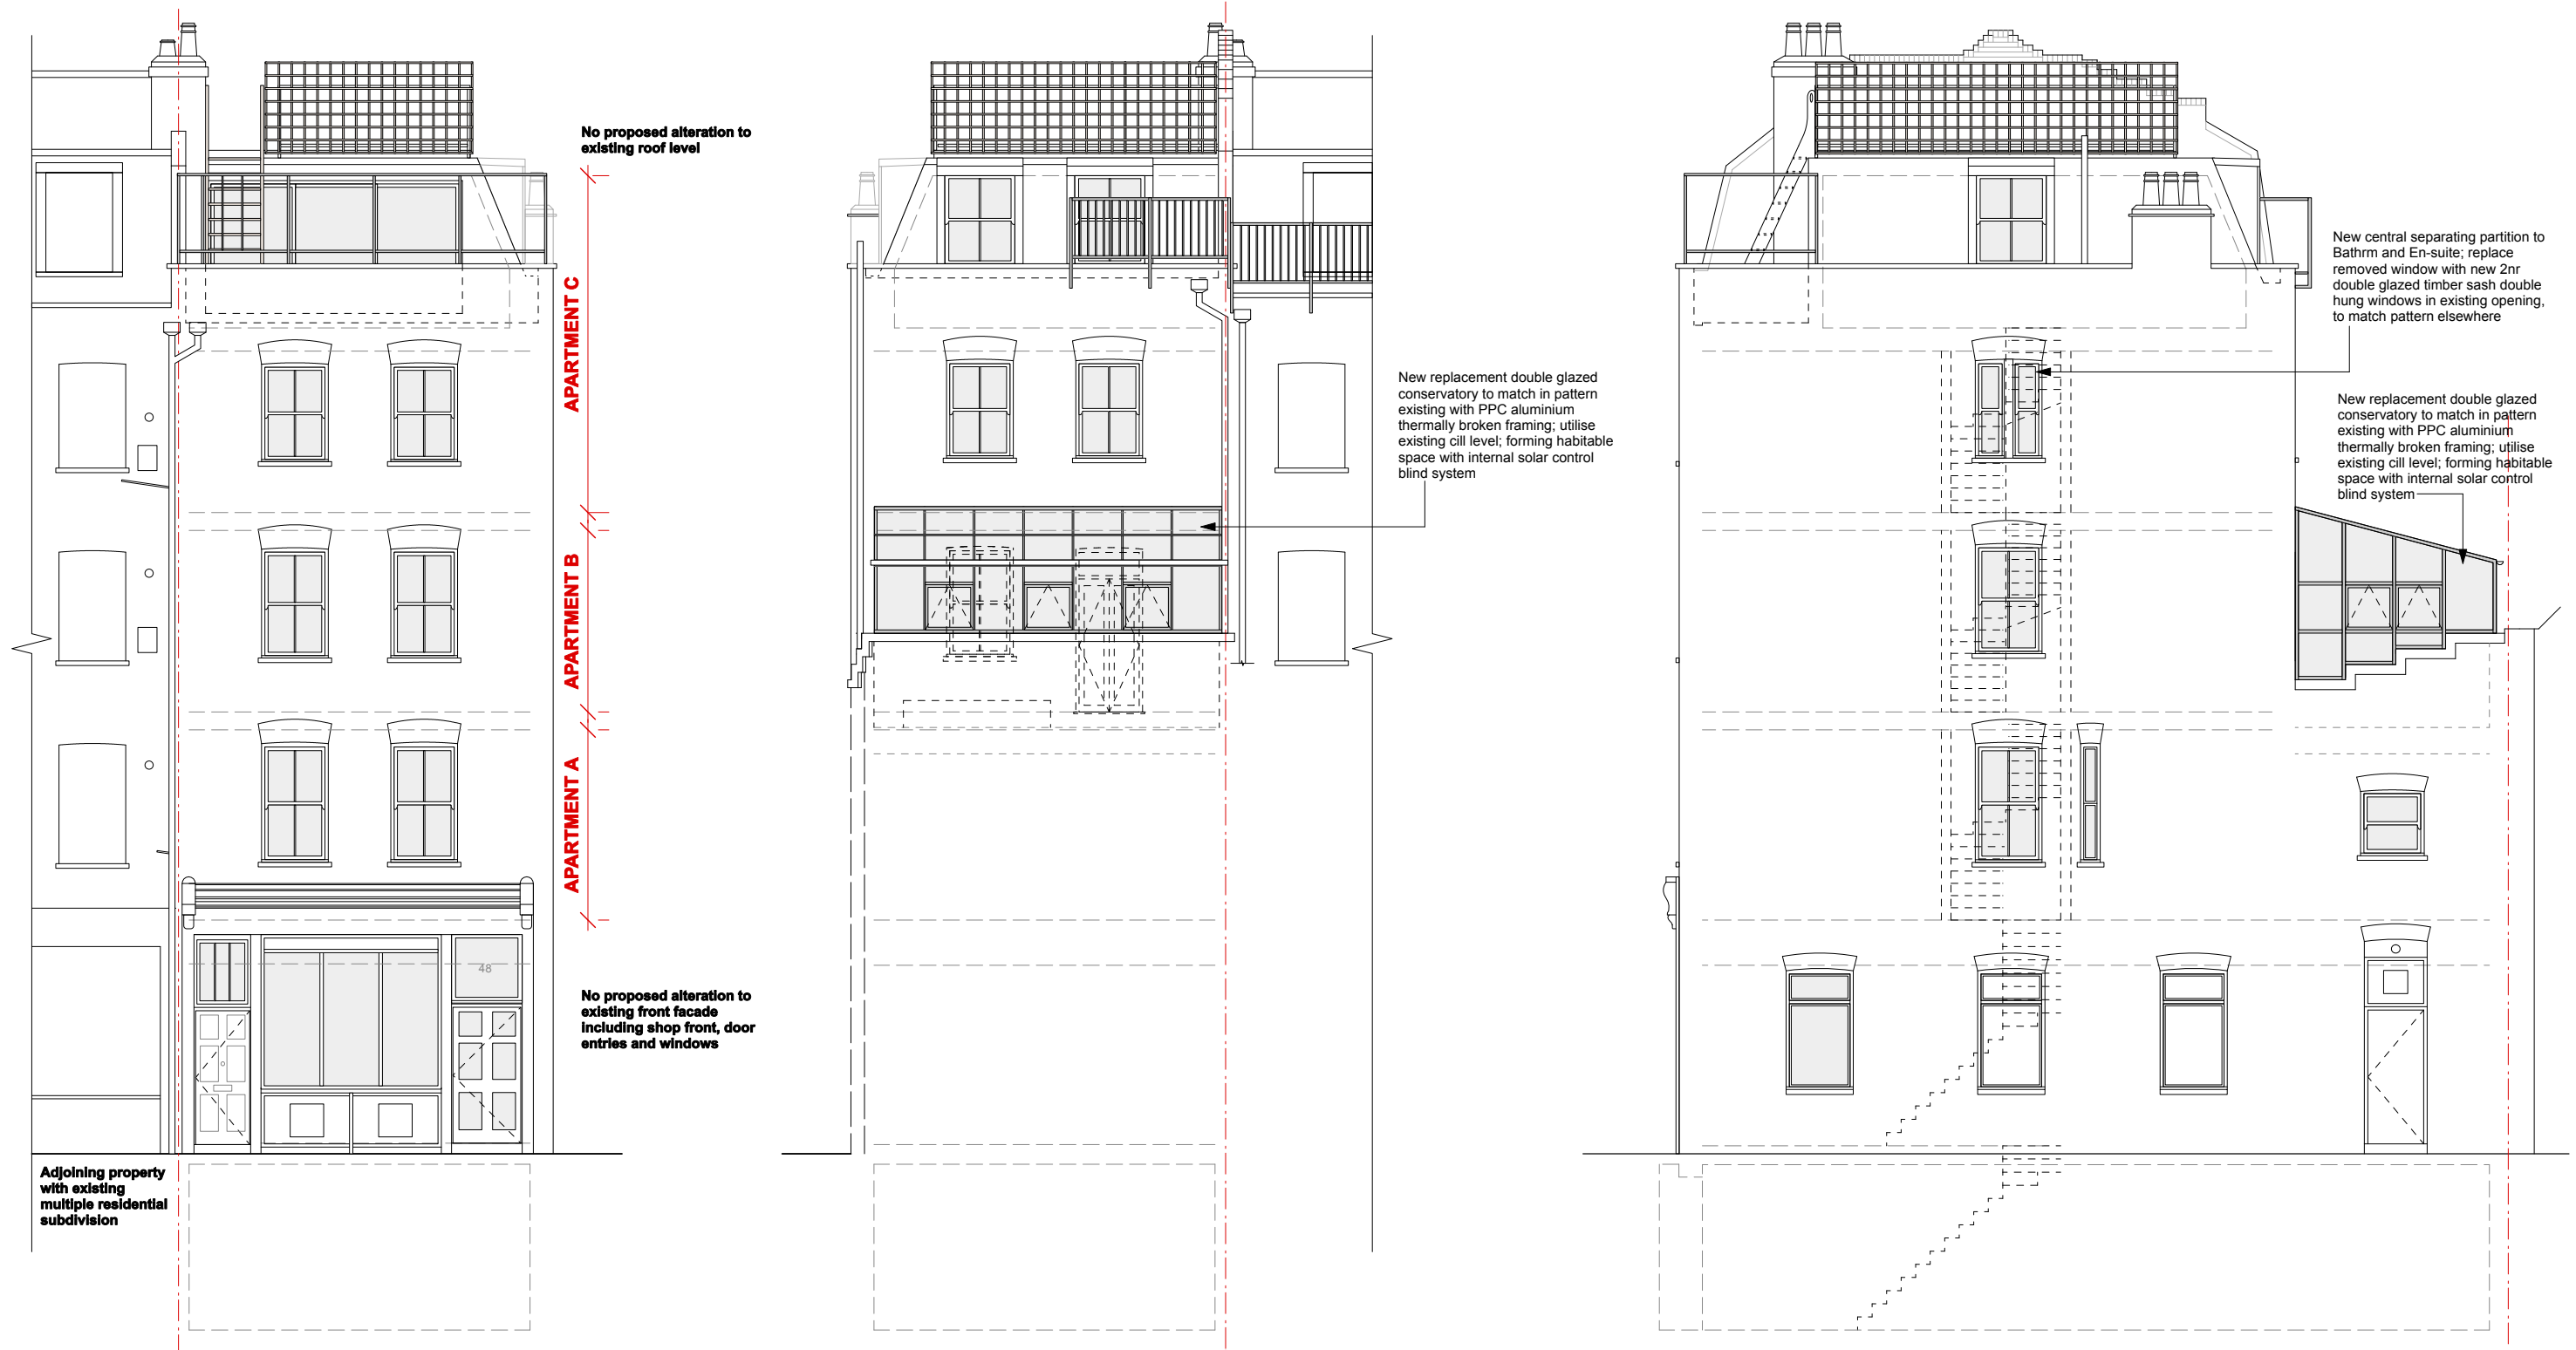 No proposed alteration to
existing roof level
APARTMENT C
APARTMENT B
APARTMENT A
48
No proposed alteration to
existing front facade
including shop front, door
entries and windows
Adjoining property
with existing
multiple residential
subdivision
New replacement double glazed
conservatory to match in pattern
existing with PPC aluminium
thermally broken framing; utilise
existing cill level; forming habitable
space with internal solar control
blind system
New central separating partition to
Bathrm and En-suite; replace
removed window with new 2nr
double glazed timber sash double
hung windows in existing opening,
to match pattern elsewhere
New replacement double glazed
conservatory to match in pattern
existing with PPC aluminium
thermally broken framing; utilise
existing cill level; forming habitable
space with internal solar control
blind system